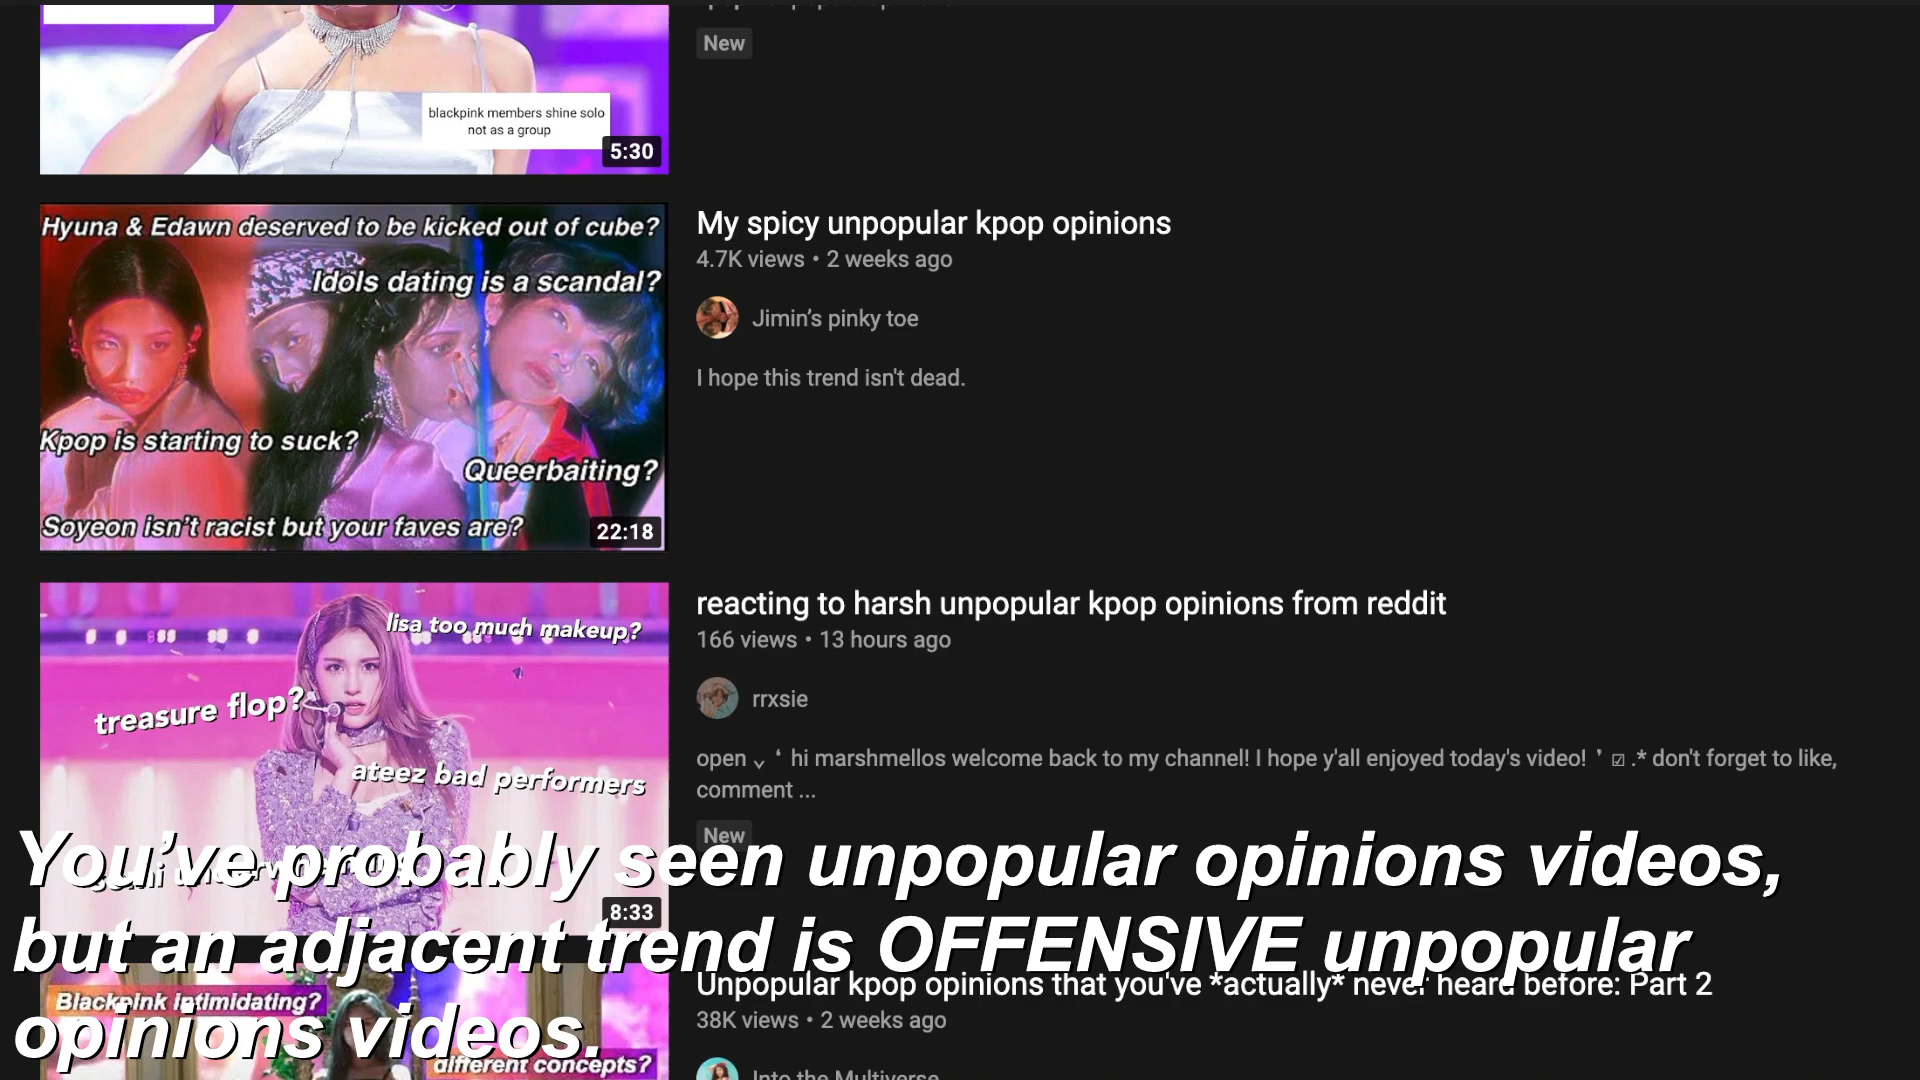 New
blackpink members shine solo
not as a group
5:30
Hyuna & Edawn deserved to be kicked out of cube?
Idols dating is a scandal?
Kpop is starting to suck?
Queerbaiting?
Soyeon isn't racist but your faves are?
22:18
My spicy unpopular kpop opinions
4.7K views • 2 weeks ago
Jimin's pinky toe
I hope this trend isn't dead.
lisa too much makeup?
treasure flop?
ateez bad performers
8:33
reacting to harsh unpopular kpop opinions from reddit
166 views • 13 hours ago
rrxsie
open ⌄ ❛ hi marshmellos welcome back to my channel! I hope y'all enjoyed today's video! ❜ ☑ .* don't forget to like,
comment ...
New
You've probably seen unpopular opinions videos,
but an adjacent trend is OFFENSIVE unpopular
opinions videos.
Blackpink intimidating?
different concepts?
Unpopular kpop opinions that you've *actually* never heard before: Part 2
38K views • 2 weeks ago
Into the Multiverse